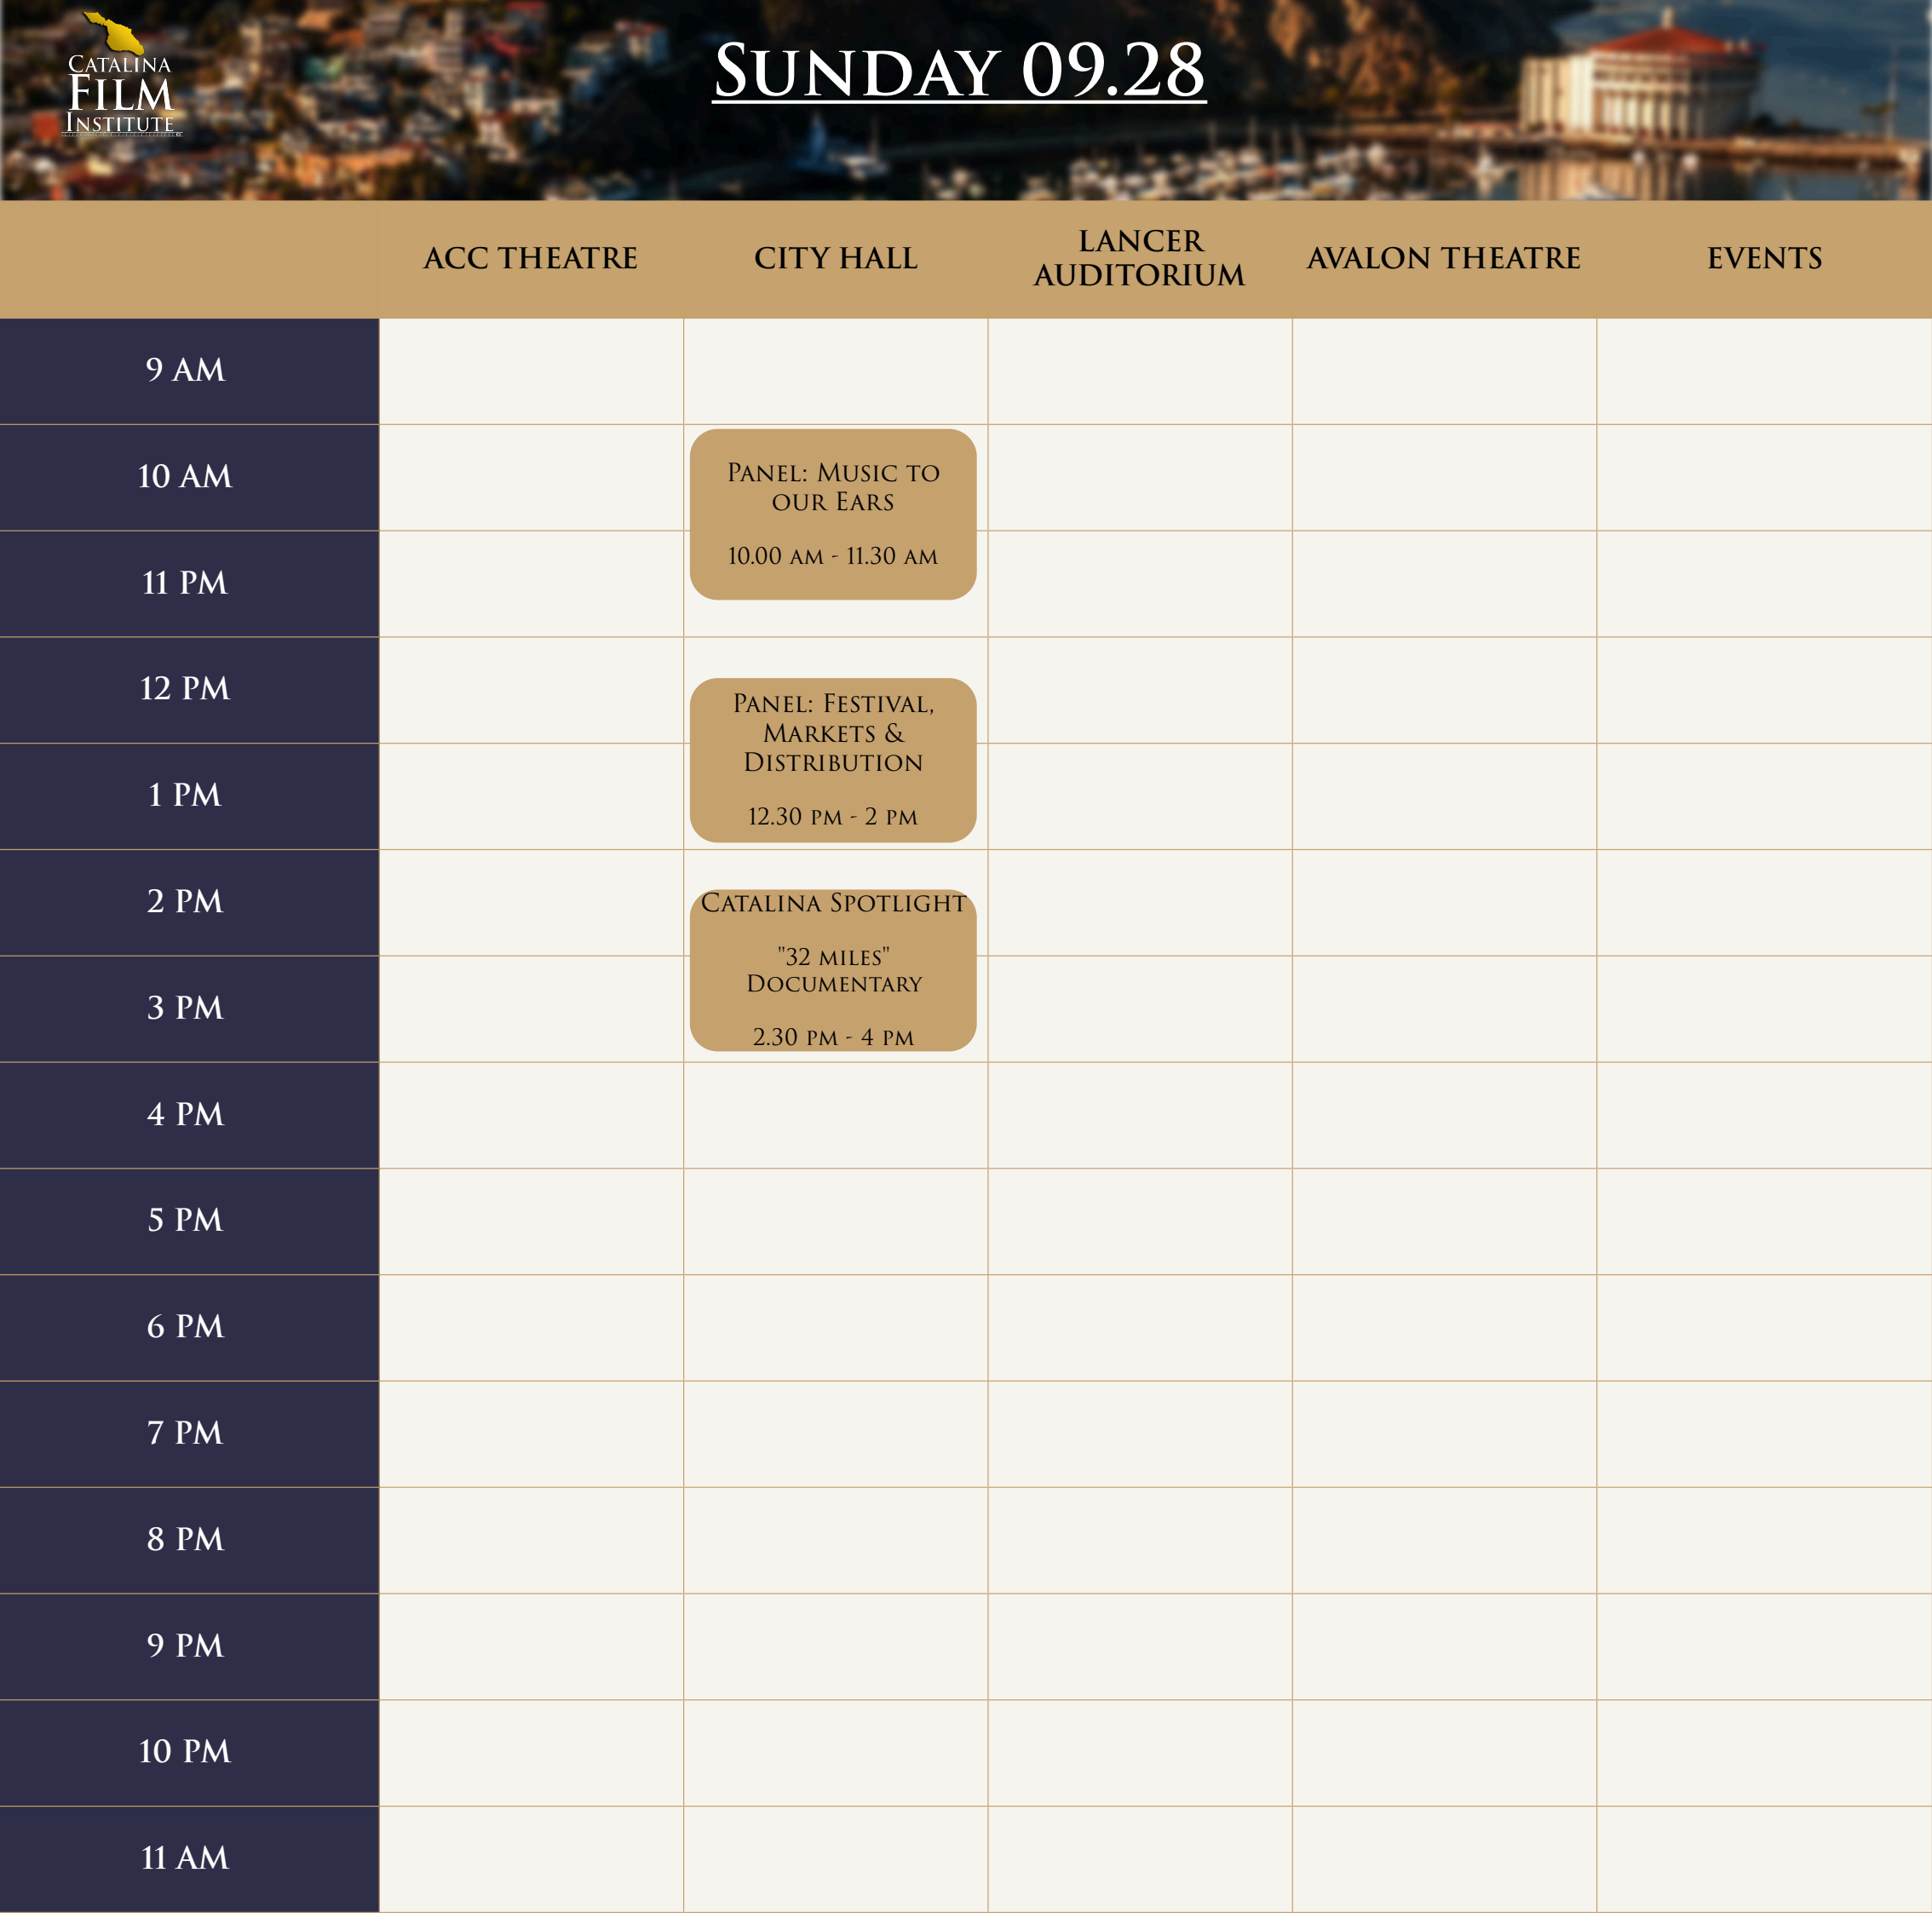 Catalina
Film
Institute
Sunday 09.28
ACC THEATRE
CITY HALL
LANCER
AUDITORIUM
AVALON THEATRE
EVENTS
9 AM
10 AM
Panel: Music to
our Ears
10.00 am - 11.30 am
11 PM
12 PM
Panel: Festival,
Markets &
Distribution
12.30 pm - 2 pm
1 PM
2 PM
Catalina Spotlight
"32 miles"
Documentary
2.30 pm - 4 pm
3 PM
4 PM
5 PM
6 PM
7 PM
8 PM
9 PM
10 PM
11 AM